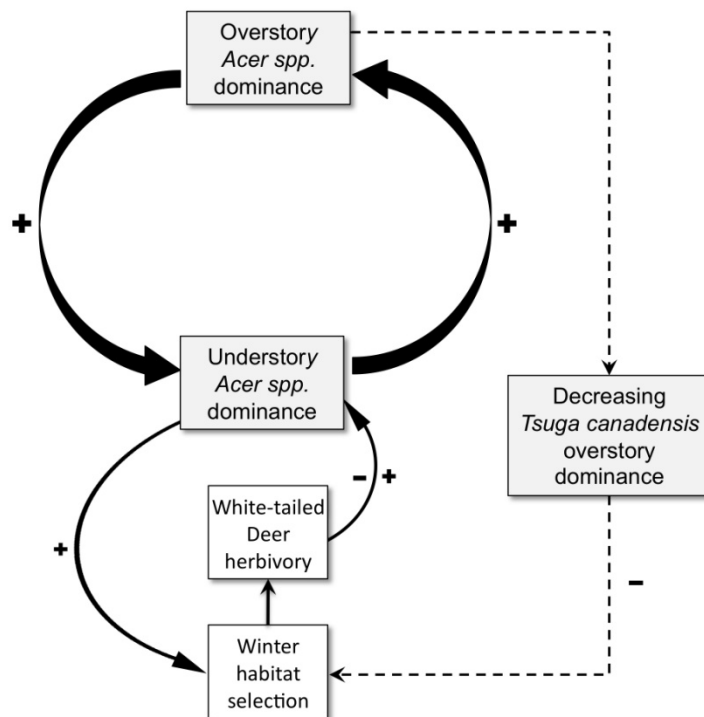 Overstory
Acer spp.
dominance
+
+
Understory
Acer spp.
dominance
Decreasing
Tsuga canadensis
overstory
dominance
- +
White-tailed
Deer
herbivory
+
-
Winter
habitat
selection